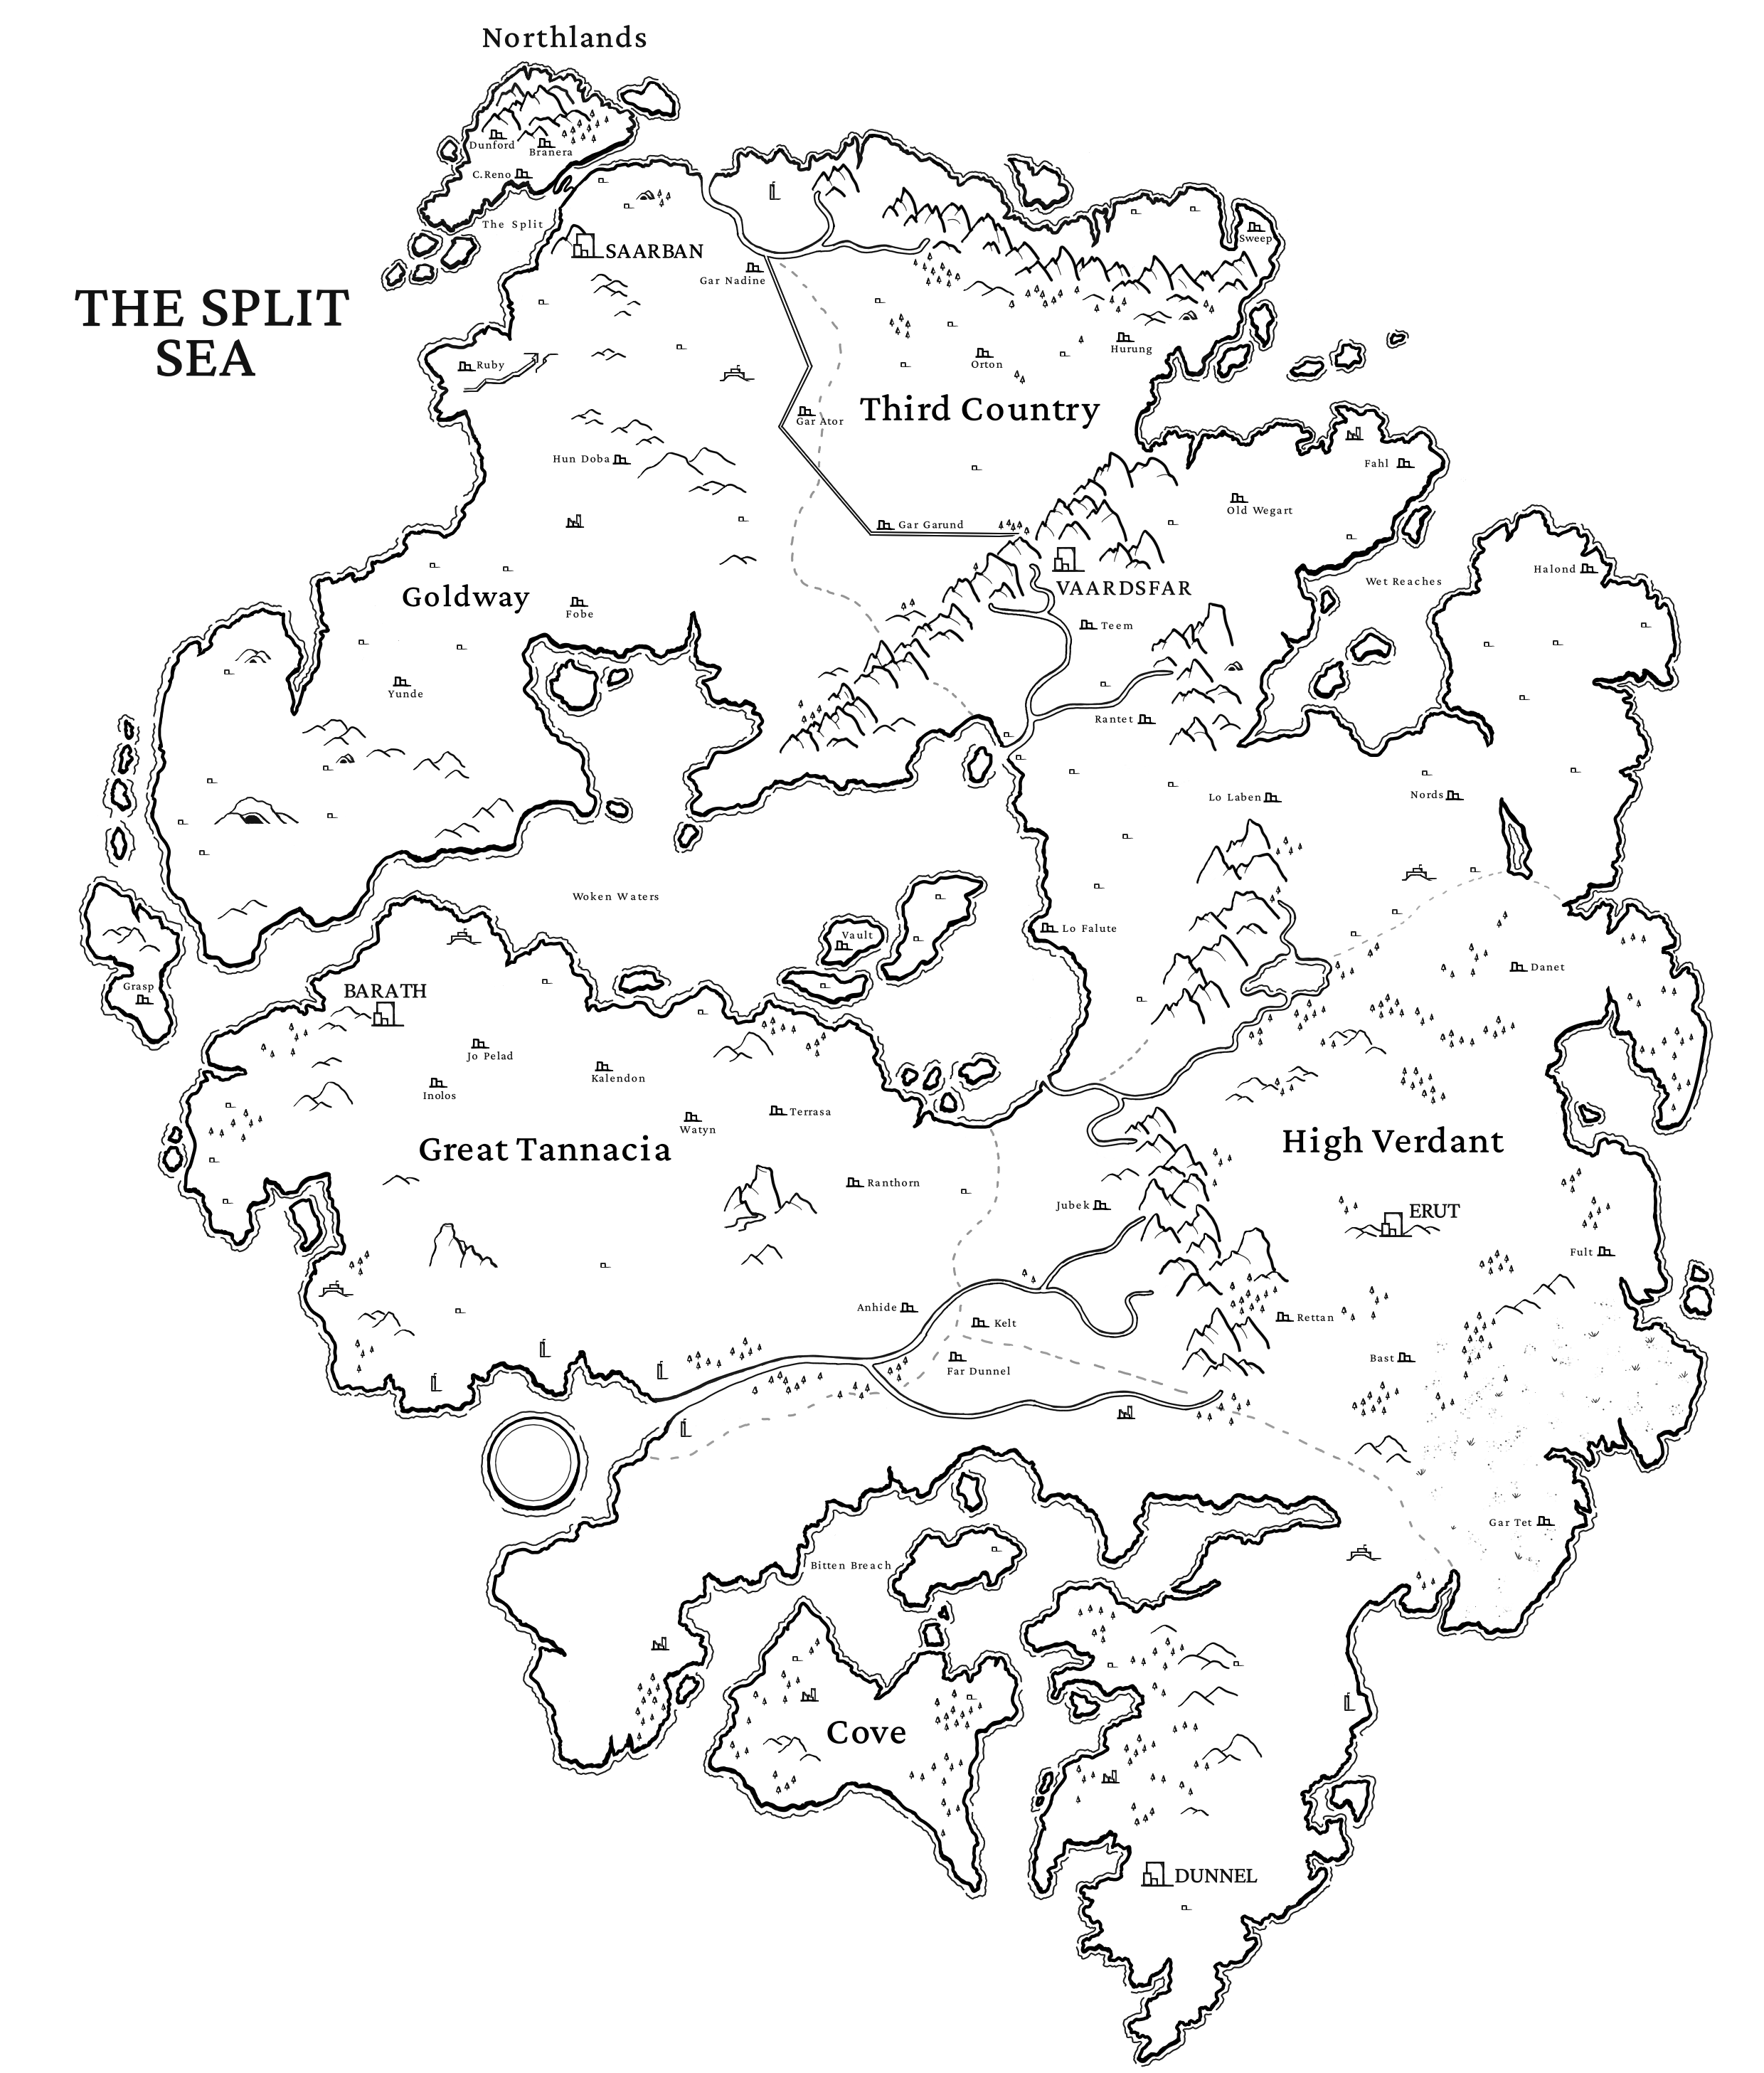 Northlands
Dunford
Branera
C.Reno
The Split
SAARBAN
Gar Nadine
Sweep
THE SPLIT
SEA
Ruby
Orton
Hurung
Gar Ator
Third Country
Hun Doba
Fahl
Old Wegart
Gar Garund
VAARDSFAR
Wet Reaches
Halond
Goldway
Fobe
Teem
Yunde
Rantet
Lo Laben
Nords
Woken Waters
Vault
Lo Falute
Danet
Grasp
BARATH
Jo Pelad
Kalendon
Inolos
Watyn
Terrasa
Great Tannacia
High Verdant
Ranthorn
Jubek
ERUT
Fult
Anhide
Kelt
Rettan
Far Dunnel
Bast
Gar Tet
Bitten Breach
Cove
DUNNEL